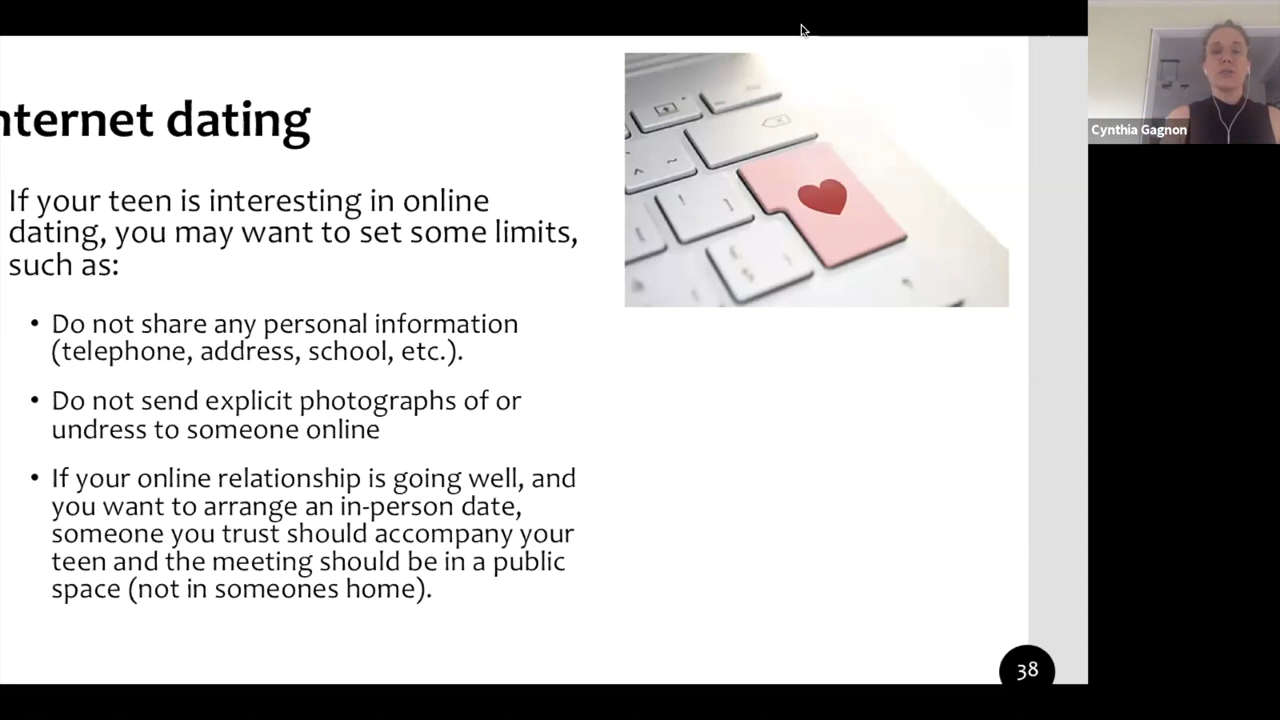 nternet dating
If your teen is interesting in online
dating, you may want to set some limits,
such as:
• Do not share any personal information
(telephone, address, school, etc.).
• Do not send explicit photographs of or
undress to someone online
• If your online relationship is going well, and
you want to arrange an in-person date,
someone you trust should accompany your
teen and the meeting should be in a public
space (not in someones home).
38
Cynthia Gagnon